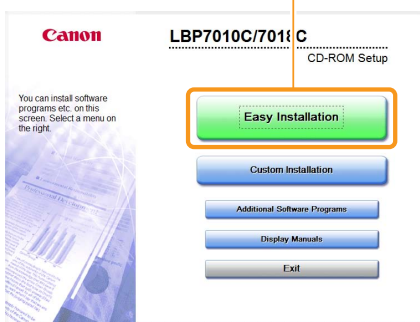 Canon
LBP7010C/7018C
CD-ROM Setup
You can install software
programs etc. on this
screen. Select a menu on
the right.
Easy Installation
Custom Installation
Additional Software Programs
Display Manuals
Exit